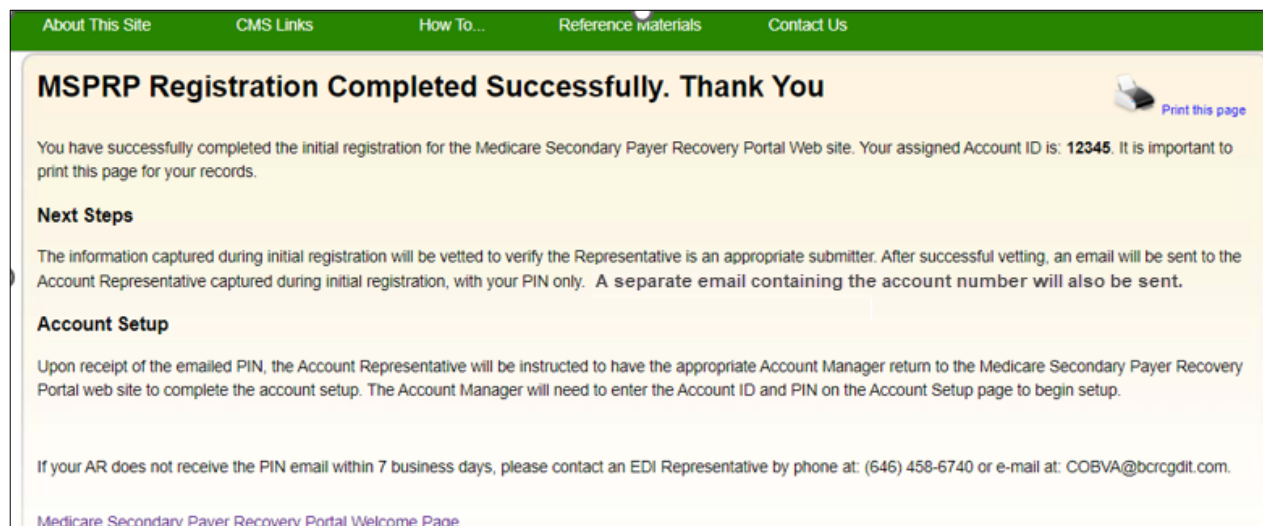 About This Site CMS Links How To... Reference Materials Contact Us
MSPRP Registration Completed Successfully. Thank You
Print this page
You have successfully completed the initial registration for the Medicare Secondary Payer Recovery Portal Web site. Your assigned Account ID is: 12345. It is important to
print this page for your records.
Next Steps
The information captured during initial registration will be vetted to verify the Representative is an appropriate submitter. After successful vetting, an email will be sent to the
Account Representative captured during initial registration, with your PIN only. A separate email containing the account number will also be sent.
Account Setup
Upon receipt of the emailed PIN, the Account Representative will be instructed to have the appropriate Account Manager return to the Medicare Secondary Payer Recovery
Portal web site to complete the account setup. The Account Manager will need to enter the Account ID and PIN on the Account Setup page to begin setup.
If your AR does not receive the PIN email within 7 business days, please contact an EDI Representative by phone at: (646) 458-6740 or e-mail at: COBVA@bcrcgdit.com.
Medicare Secondary Payer Recovery Portal Welcome Page